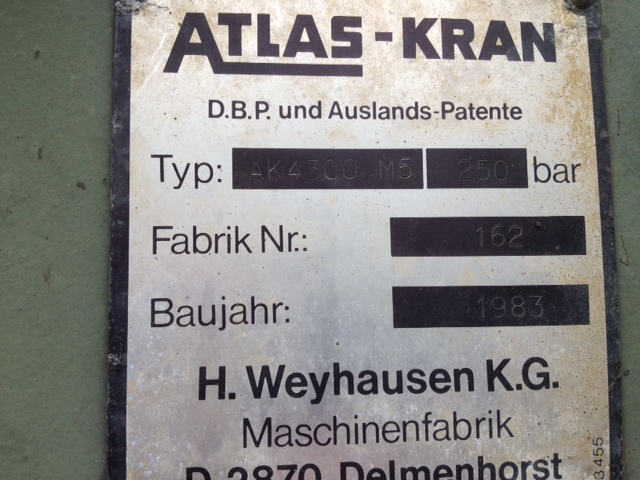 ATLAS-KRAN
D.B.P. und Auslands-Patente
Typ: AK4300 M5 250 bar
Fabrik Nr.: 162
Baujahr: 1983
H. Weyhausen K.G.
Maschinenfabrik
D 2870 Delmenhorst
3455